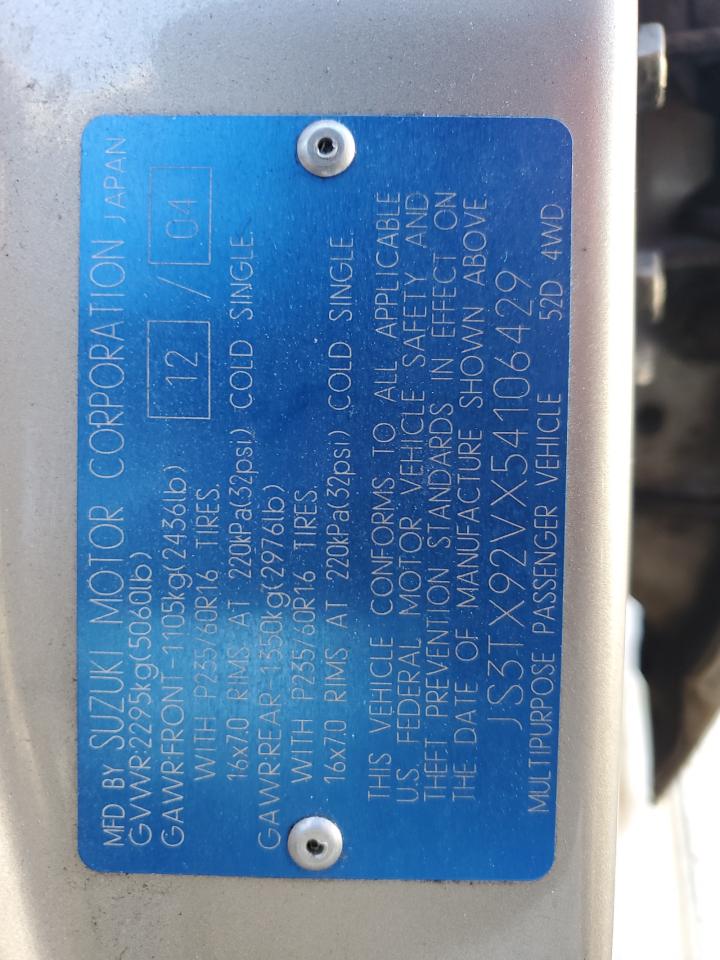 MFD BY SUZUKI MOTOR CORPORATION JAPAN
GVWR:2295kg(5060lb) 12 / 04
GAWR:FRONT-1105kg(2436lb)
WITH P235/60R16 TIRES.
16x7.0 RIMS AT 220kPa(32psi) COLD SINGLE.
GAWR:REAR-1350kg(2976lb)
WITH P235/60R16 TIRES.
16x7.0 RIMS AT 220kPa(32psi) COLD SINGLE.
THIS VEHICLE CONFORMS TO ALL APPLICABLE
U.S. FEDERAL MOTOR VEHICLE SAFETY AND
THEFT PREVENTION STANDARDS IN EFFECT ON
THE DATE OF MANUFACTURE SHOWN ABOVE.
JS3TX92VX54106429
MULTIPURPOSE PASSENGER VEHICLE 52D 4WD